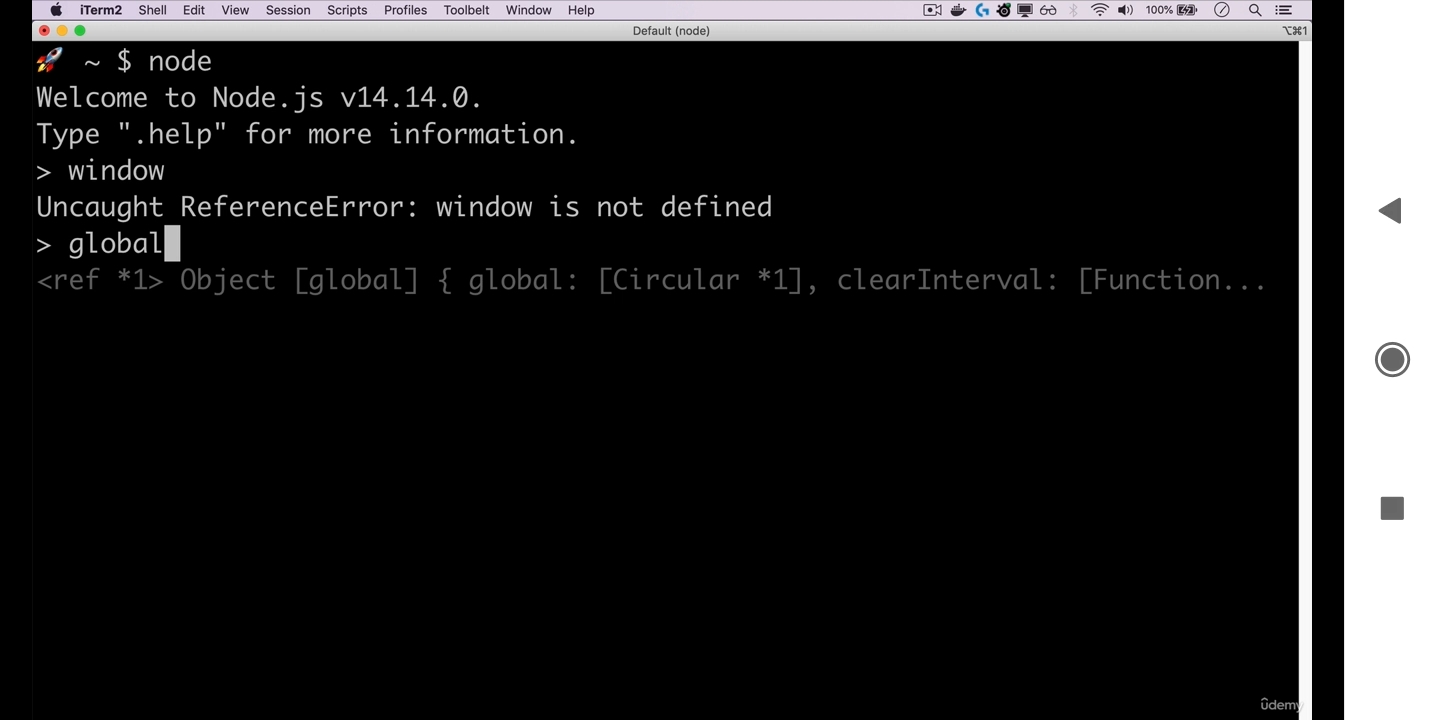 iTerm2 Shell Edit View Session Scripts Profiles Toolbelt Window Help 100%
Default (node) ⌥⌘1
🚀 ~ $ node
Welcome to Node.js v14.14.0.
Type ".help" for more information.
> window
Uncaught ReferenceError: window is not defined
> global
<ref *1> Object [global] { global: [Circular *1], clearInterval: [Function...
ûdemy